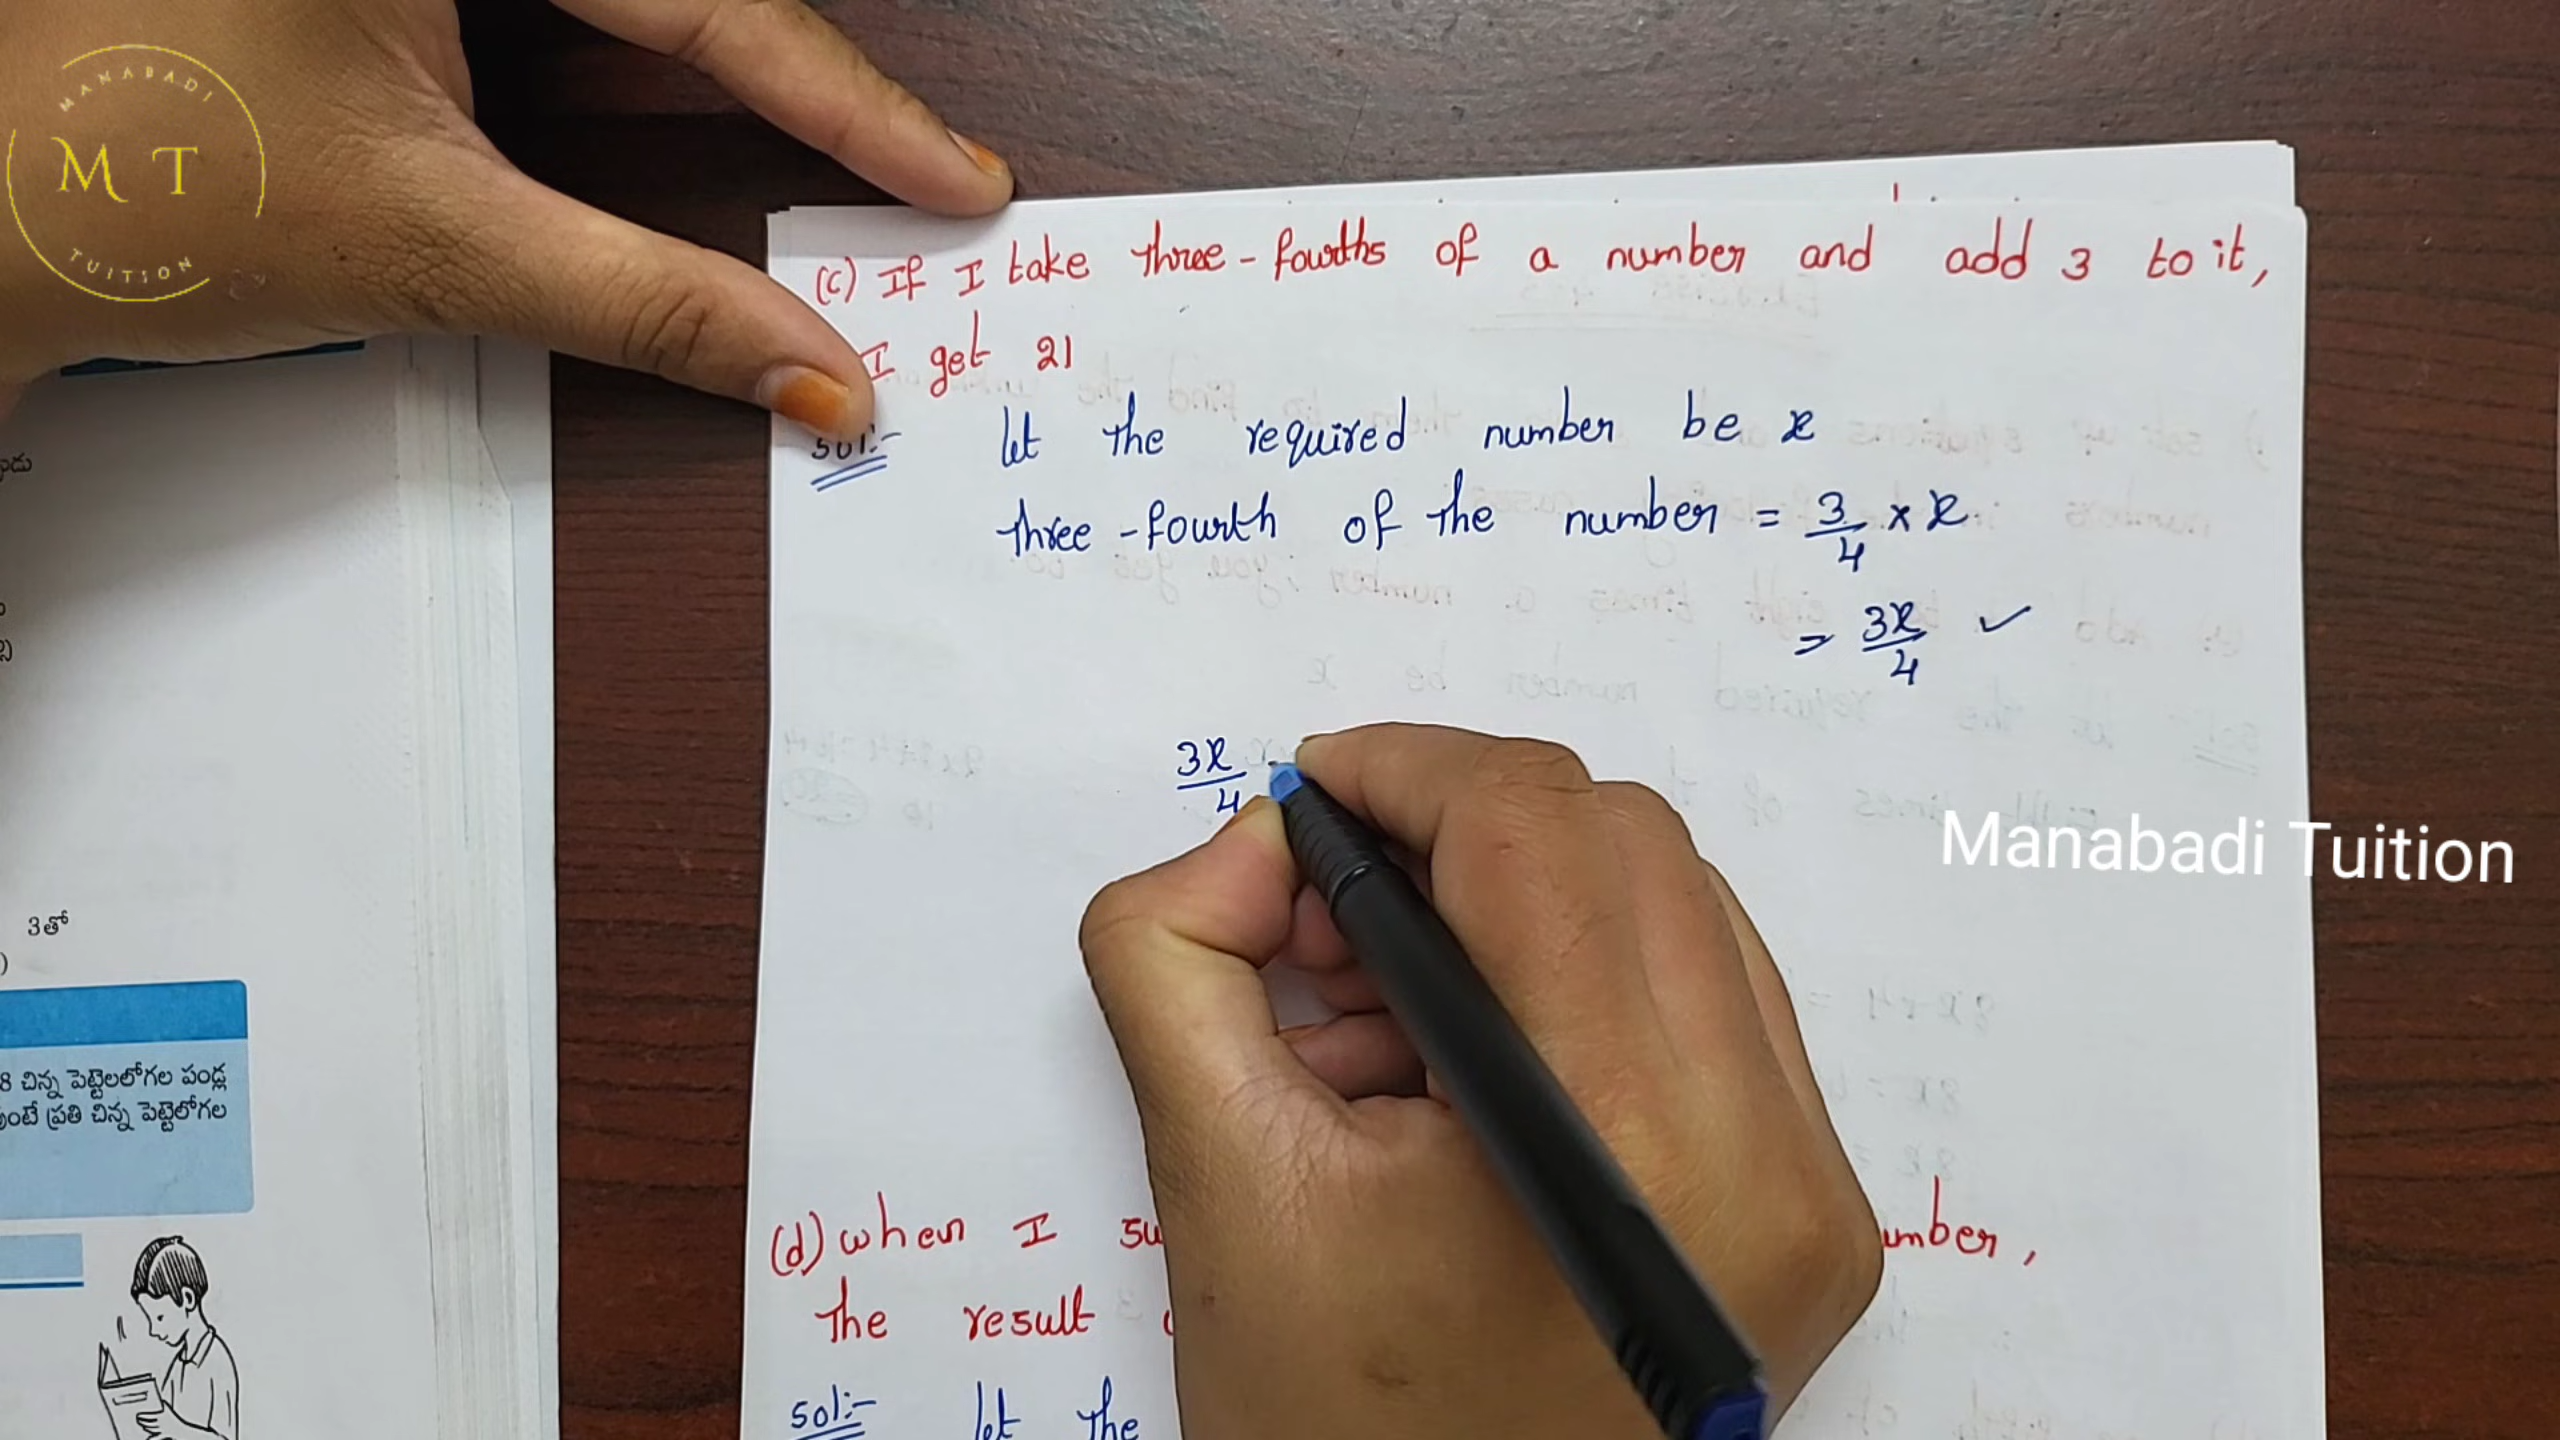 MANABADI
M T
TUITION
(c) If I take three-fourths of a number and add 3 to it,
I get 21
sol:- let the required number be x
three-fourth of the number = 3/4 × x
= 3x/4 ✓
3x/4
Manabadi Tuition
(d) when I number,
the result
sol:- let the
3తో
8 చిన్న పెట్టెలలోగల పండ్ల
ప్రతి చిన్న పెట్టెలోగల